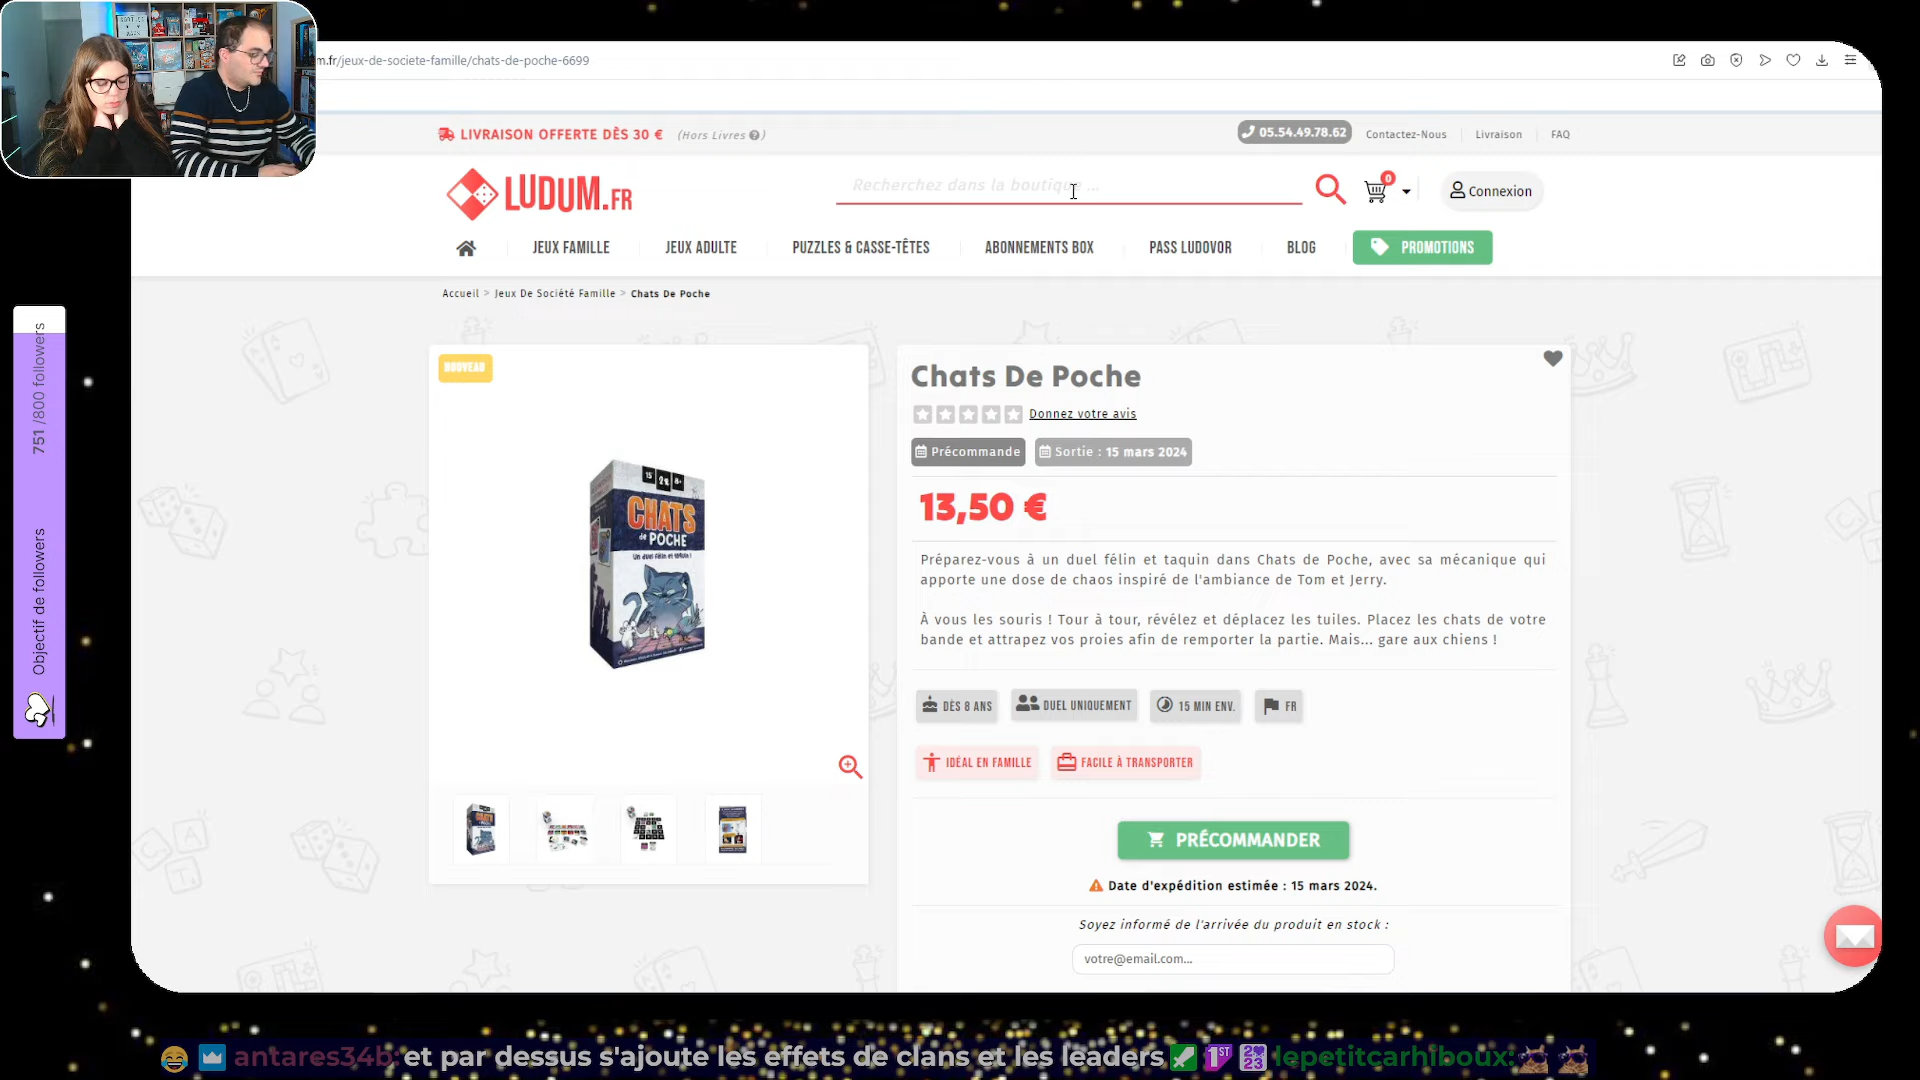 m.fr/jeux-de-societe-famille/chats-de-poche-6699
LIVRAISON OFFERTE DÈS 30 € (Hors Livres ?)
05.54.49.78.62
Contactez-Nous
Livraison
FAQ
LUDUM.FR
Recherchez dans la boutique ...
0
Connexion
JEUX FAMILLE
JEUX ADULTE
PUZZLES & CASSE-TÊTES
ABONNEMENTS BOX
PASS LUDOVOR
BLOG
PROMOTIONS
Accueil > Jeux De Société Famille > Chats De Poche
NOUVEAU
CHATS
de POCHE
Un duel félin et taquin !
Chats De Poche
Donnez votre avis
Précommande
Sortie : 15 mars 2024
13,50 €
Préparez-vous à un duel félin et taquin dans Chats de Poche, avec sa mécanique qui
apporte une dose de chaos inspiré de l'ambiance de Tom et Jerry.
À vous les souris ! Tour à tour, révélez et déplacez les tuiles. Placez les chats de votre
bande et attrapez vos proies afin de remporter la partie. Mais... gare aux chiens !
DÈS 8 ANS
DUEL UNIQUEMENT
15 MIN ENV.
FR
IDÉAL EN FAMILLE
FACILE À TRANSPORTER
PRÉCOMMANDER
Date d'expédition estimée : 15 mars 2024.
Soyez informé de l'arrivée du produit en stock :
votre@email.com...
Objectif de followers
751 /800 followers
antares34b: et par dessus s'ajoute les effets de clans et les leaders 1ST 2023 lepetitcarhiboux: